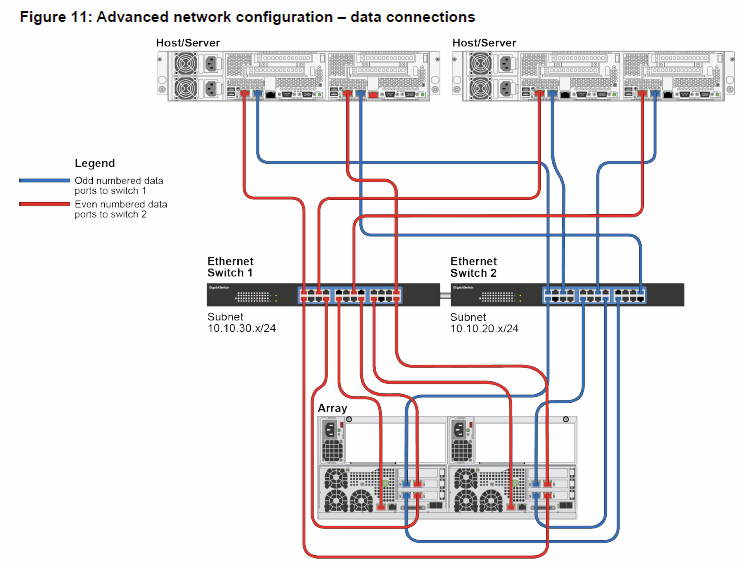 Figure 11: Advanced network configuration – data connections
Host/Server
Host/Server
Legend
Odd numbered data
ports to switch 1
Even numbered data
ports to switch 2
Ethernet
Switch 1
Ethernet
Switch 2
Subnet
10.10.30.x/24
Subnet
10.10.20.x/24
Array